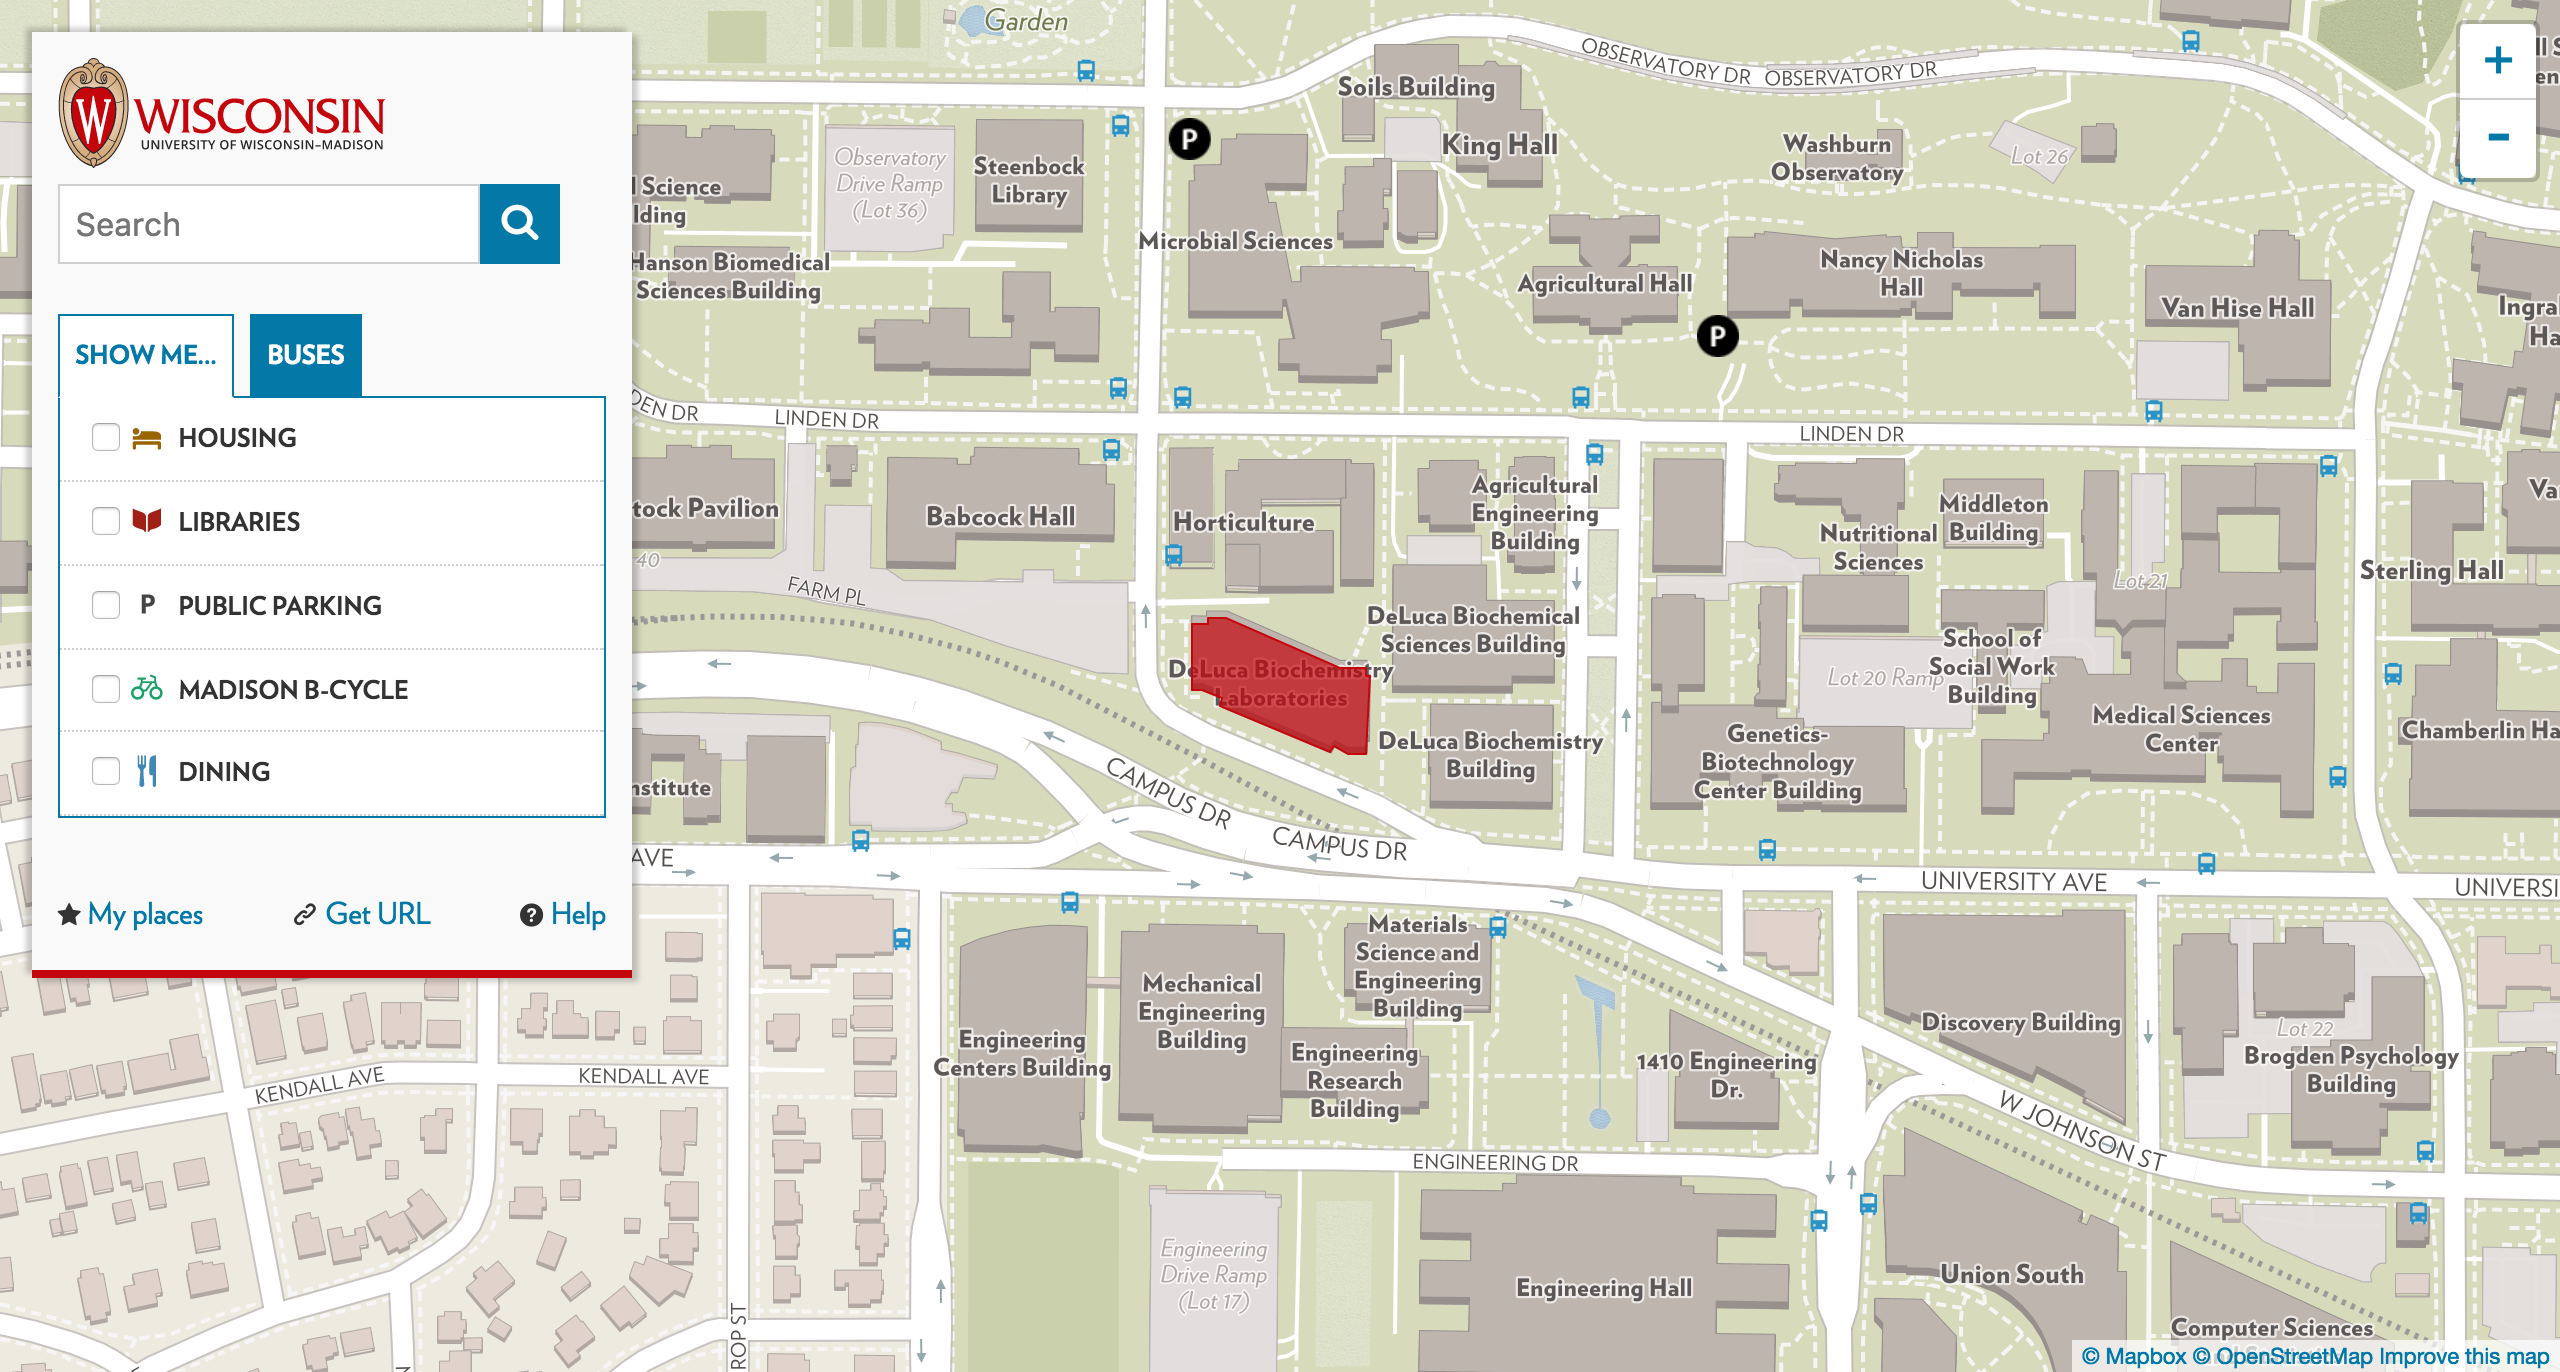 WISCONSIN
UNIVERSITY OF WISCONSIN–MADISON
Search
SHOW ME...
BUSES
HOUSING
LIBRARIES
P PUBLIC PARKING
MADISON B-CYCLE
DINING
My places
Get URL
Help
Garden
OBSERVATORY DR
OBSERVATORY DR
Soils Building
King Hall
Washburn
Observatory
Lot 26
P
Observatory
Drive Ramp
(Lot 36)
Steenbock
Library
Science
lding
Microbial Sciences
Hanson Biomedical
Sciences Building
Agricultural Hall
Nancy Nicholas
Hall
Van Hise Hall
P
+
-
LINDEN DR
LINDEN DR
DEN DR
tock Pavilion
Babcock Hall
Horticulture
Agricultural
Engineering
Building
Nutritional
Sciences
Middleton
Building
Lot 21
Sterling Hall
40
FARM PL
DeLuca Biochemical
Sciences Building
DeLuca Biochemistry
Laboratories
DeLuca Biochemistry
Building
School of
Social Work
Building
Lot 20 Ramp
Genetics-
Biotechnology
Center Building
Medical Sciences
Center
Chamberlin Ha
nstitute
CAMPUS DR
CAMPUS DR
AVE
UNIVERSITY AVE
UNIVERSI
Materials
Science and
Engineering
Building
Mechanical
Engineering
Building
Engineering
Centers Building
Engineering
Research
Building
1410 Engineering
Dr.
Discovery Building
Lot 22
Brogden Psychology
Building
KENDALL AVE
KENDALL AVE
W JOHNSON ST
ENGINEERING DR
Engineering
Drive Ramp
(Lot 17)
Engineering Hall
Union South
Computer Sciences
ROP ST
© Mapbox © OpenStreetMap Improve this map